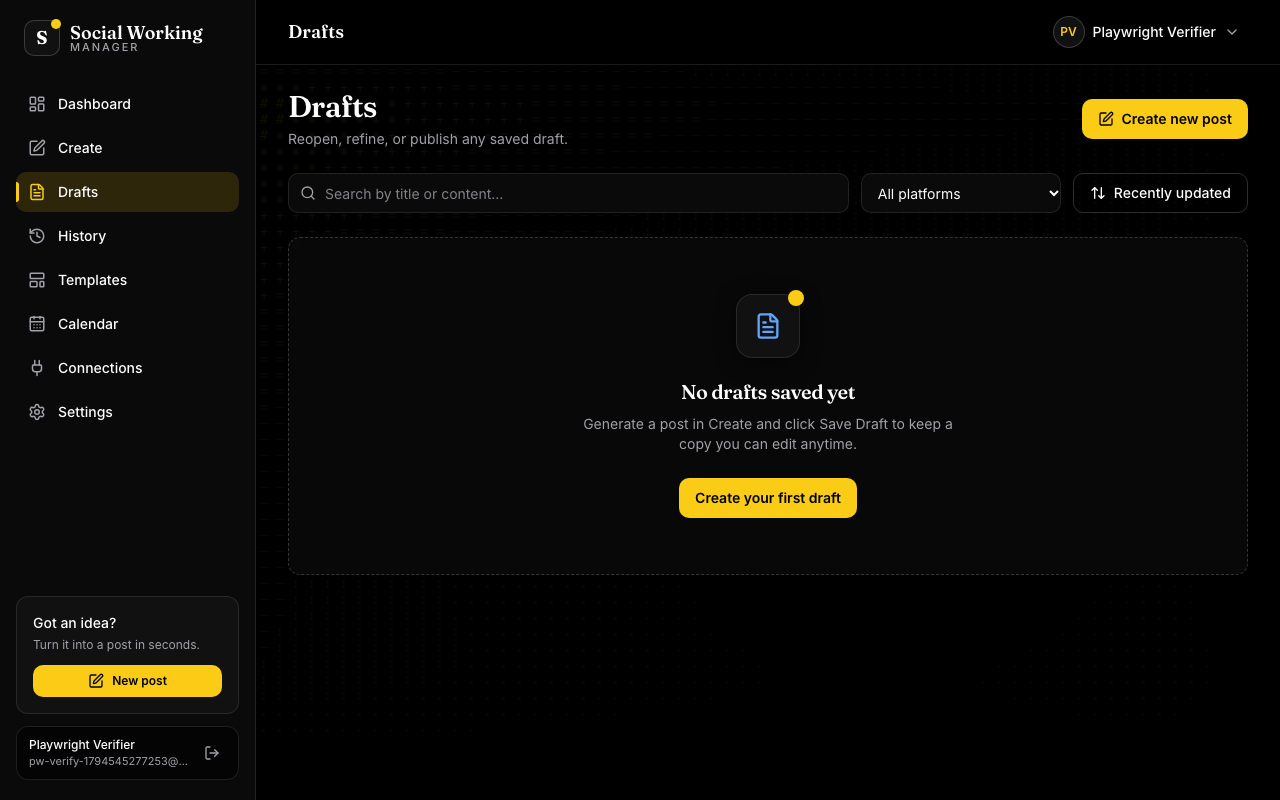 S
Social Working
MANAGER
Dashboard
Create
Drafts
History
Templates
Calendar
Connections
Settings
Got an idea?
Turn it into a post in seconds.
New post
Playwright Verifier
pw-verify-1794545277253@...
Drafts
PV
Playwright Verifier
Drafts
Reopen, refine, or publish any saved draft.
Create new post
Search by title or content...
All platforms
Recently updated
No drafts saved yet
Generate a post in Create and click Save Draft to keep a
copy you can edit anytime.
Create your first draft